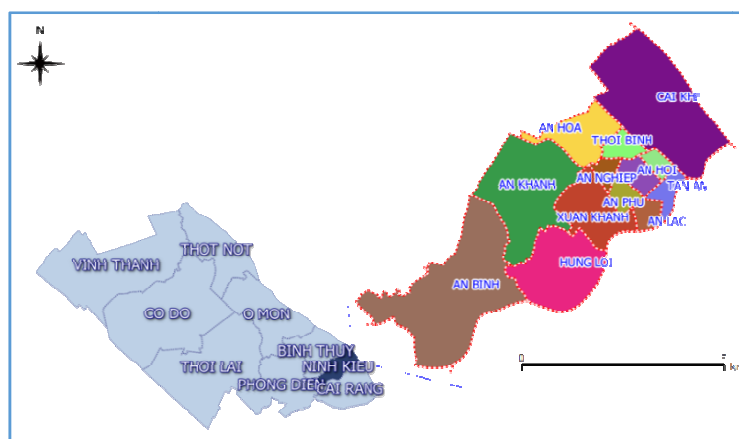 N
CAI KHE
AN HOA
THOI BINH
AN HOI
AN NGHIEP
TAN AN
AN KHANH
AN PHU
XUAN KHANH
AN LAC
HUNG LOI
AN BINH
THOT NOT
VINH THANH
CO DO
O MON
BINH THUY
NINH KIEU
THOI LAI
PHONG DIEN
CAI RANG
0